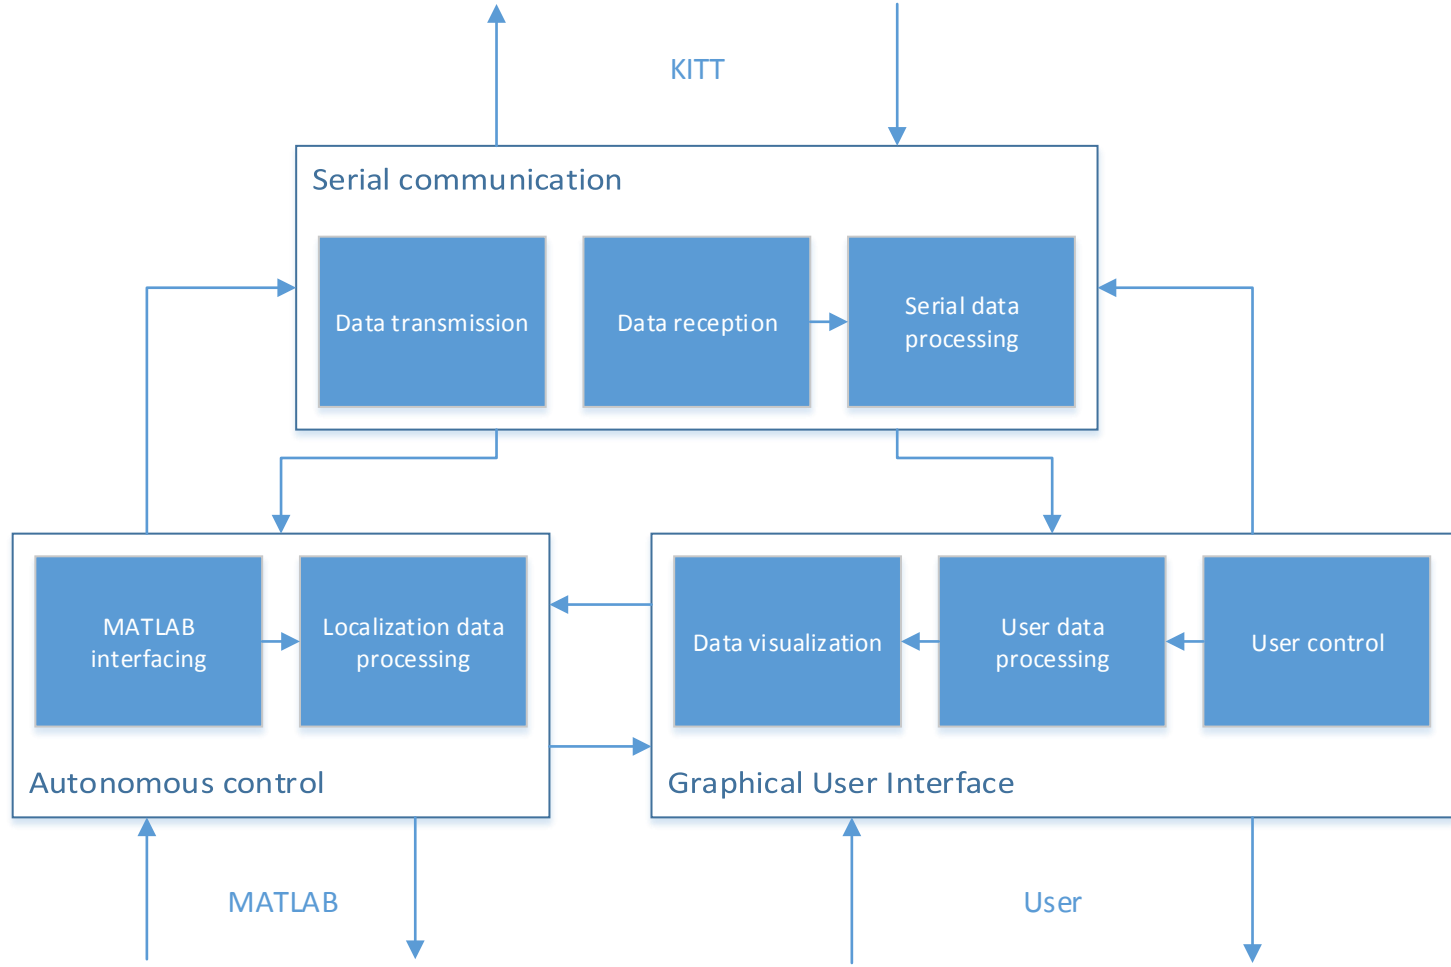 KITT
Serial communication
Data transmission
Data reception
Serial data
processing
MATLAB
interfacing
Localization data
processing
Autonomous control
Data visualization
User data
processing
User control
Graphical User Interface
MATLAB
User